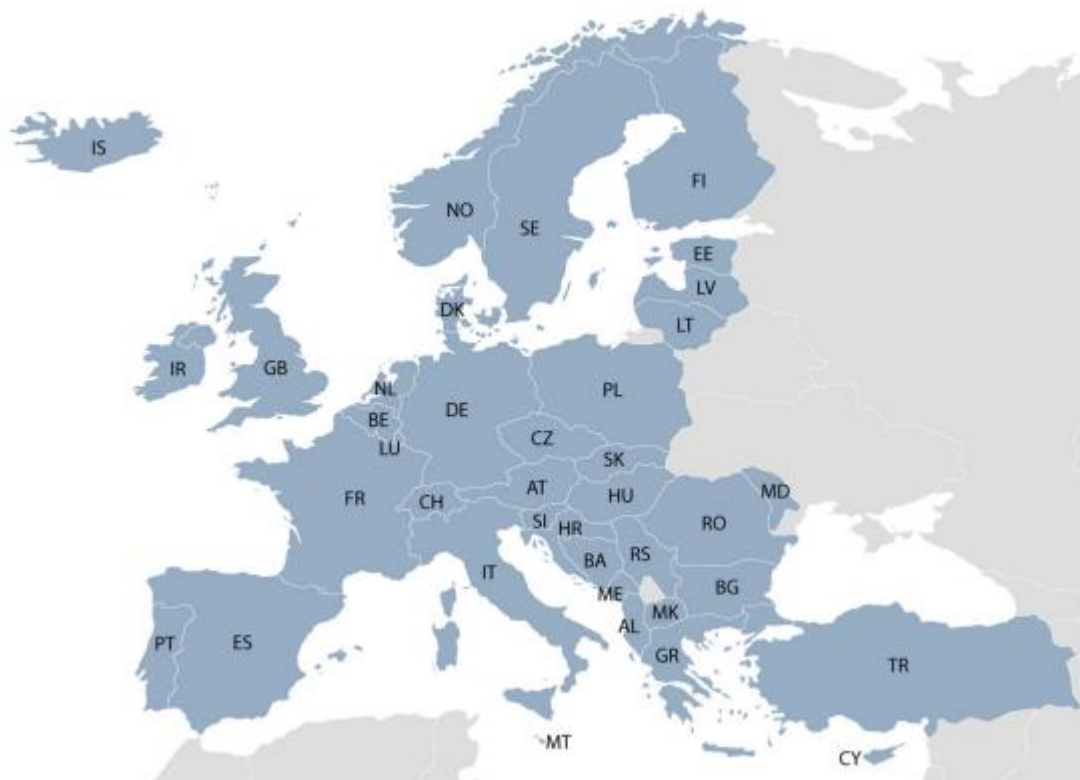 IS
NO
SE
FI
EE
LV
LT
DK
IR
GB
NL
BE
LU
DE
PL
CZ
SK
FR
CH
AT
HU
MD
SI
HR
RO
BA
RS
IT
ME
BG
MK
AL
PT
ES
GR
TR
MT
CY